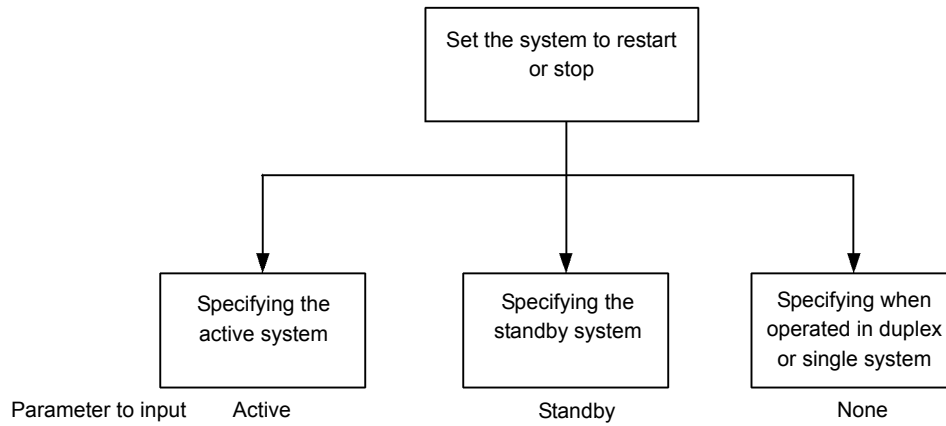 Set the system to restart
or stop
Specifying the
active system
Specifying the
standby system
Specifying when
operated in duplex
or single system
Parameter to input Active Standby None